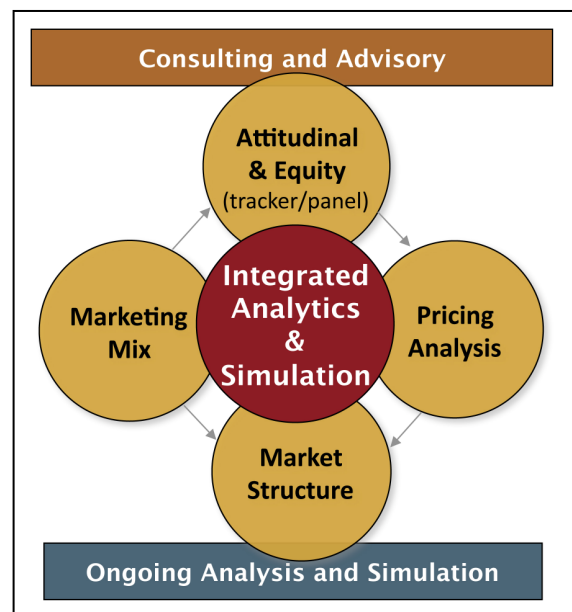 Consulting and Advisory
Attitudinal
& Equity
(tracker/panel)
Integrated
Analytics
&
Simulation
Marketing
Mix
Pricing
Analysis
Market
Structure
Ongoing Analysis and Simulation